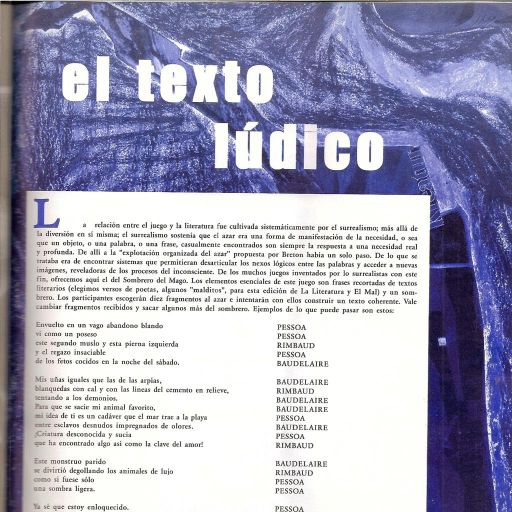 el texto
lúdico
La relación entre el juego y la literatura fue cultivada sistemáticamente por el surrealismo; más allá de
la diversión en si misma; el surrealismo sostenía que el azar era una forma de manifestación de la necesidad, o sea
que un objeto, o una palabra, o una frase, casualmente encontrados son siempre la respuesta a una necesidad real
y profunda. De allí a la "explotación organizada del azar" propuesta por Breton había un solo paso. De lo que se
trataba era de encontrar sistemas que permitieran desarticular los nexos lógicos entre las palabras y acceder a nuevas
imágenes, reveladoras de los procesos del inconsciente. De los muchos juegos inventados por lo surrealistas con este
fin, ofrecemos aquí el del Sombrero del Mago. Los elementos esenciales de este juego son frases recortadas de textos
literarios (elegimos versos de poetas, algunos "malditos", para esta edición de La Literatura y El Mal) y un som-
brero. Los participantes escogerán diez fragmentos al azar e intentarán con ellos construir un texto coherente. Vale
cambiar fragmentos recibidos y sacar algunos más del sombrero. Ejemplos de lo que puede pasar son estos:
Envuelto en un vago abandono blando PESSOA
vi como un poseso PESSOA
este segundo muslo y esta pierna izquierda RIMBAUD
y el regazo insaciable PESSOA
de los fetos cocidos en la noche del sábado. BAUDELAIRE
Mis uñas iguales que las de las arpías, BAUDELAIRE
blanquedas con cal y con las líneas del cemento en relieve, RIMBAUD
tentando a los demonios, BAUDELAIRE
Para que se sacie mi animal favorito, BAUDELAIRE
mi idea de ti es un cadáver que el mar trae a la playa PESSOA
entre esclavos desnudos impregnados de olores. BAUDELAIRE
¡Criatura desconocida y sucia PESSOA
que ha encontrado algo así como la clave del amor! RIMBAUD
Este monstruo parido BAUDELAIRE
se divirtió degollando los animales de lujo RIMBAUD
como si fuese sólo PESSOA
una sombra ligera. PESSOA
Ya sé que estoy enloquecido. PESSOA